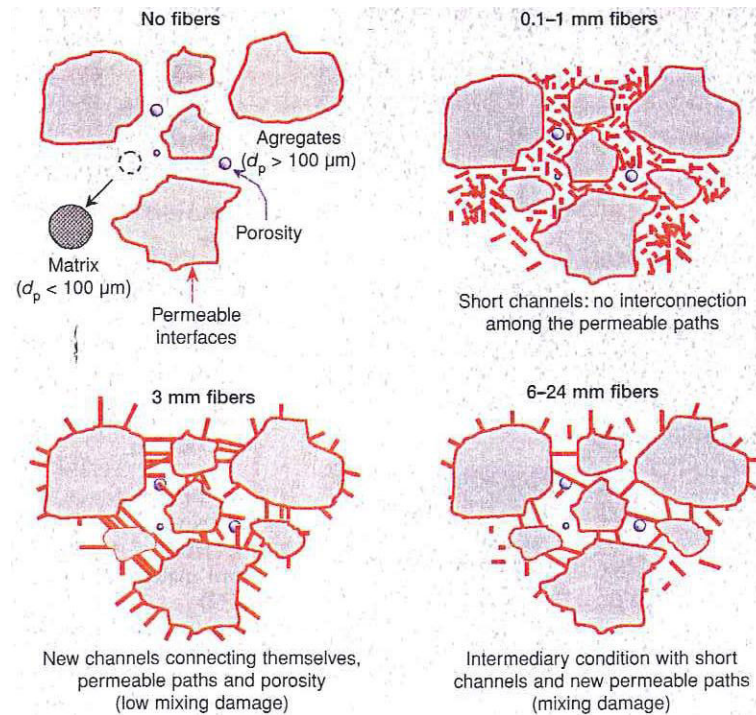 No fibers
Agregates
(dp > 100 µm)
Porosity
Matrix
(dp < 100 µm)
Permeable
interfaces
0.1–1 mm fibers
Short channels: no interconnection
among the permeable paths
3 mm fibers
New channels connecting themselves,
permeable paths and porosity
(low mixing damage)
6–24 mm fibers
Intermediary condition with short
channels and new permeable paths
(mixing damage)